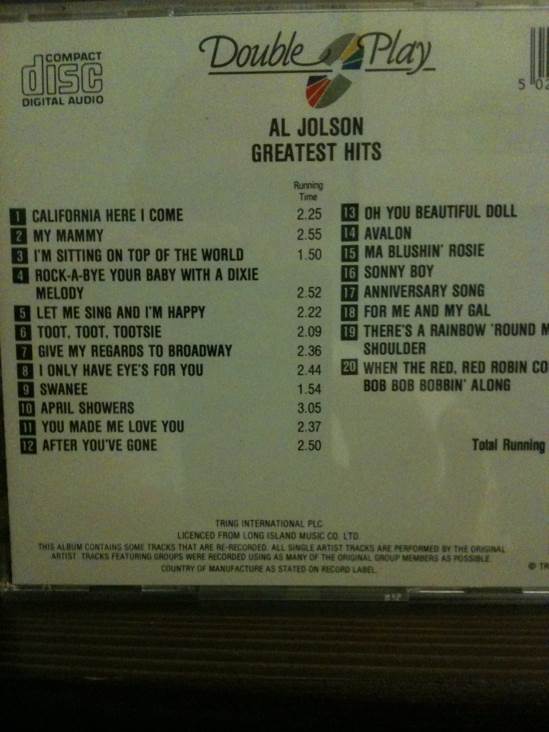 COMPACT
disc
DIGITAL AUDIO
Double Play
5 02
AL JOLSON
GREATEST HITS
Running
Time
1 CALIFORNIA HERE I COME 2.25
2 MY MAMMY 2.55
3 I'M SITTING ON TOP OF THE WORLD 1.50
4 ROCK-A-BYE YOUR BABY WITH A DIXIE
MELODY 2.52
5 LET ME SING AND I'M HAPPY 2.22
6 TOOT, TOOT, TOOTSIE 2.09
7 GIVE MY REGARDS TO BROADWAY 2.36
8 I ONLY HAVE EYE'S FOR YOU 2.44
9 SWANEE 1.54
10 APRIL SHOWERS 3.05
11 YOU MADE ME LOVE YOU 2.37
12 AFTER YOU'VE GONE 2.50
13 OH YOU BEAUTIFUL DOLL
14 AVALON
15 MA BLUSHIN' ROSIE
16 SONNY BOY
17 ANNIVERSARY SONG
18 FOR ME AND MY GAL
19 THERE'S A RAINBOW 'ROUND M
SHOULDER
20 WHEN THE RED, RED ROBIN CO
BOB BOB BOBBIN' ALONG
Total Running
TRING INTERNATIONAL PLC
LICENCED FROM LONG ISLAND MUSIC CO. LTD.
THIS ALBUM CONTAINS SOME TRACKS THAT ARE RE-RECORDED. ALL SINGLE ARTIST TRACKS ARE PERFORMED BY THE ORIGINAL
ARTIST. TRACKS FEATURING GROUPS WERE RECORDED USING AS MANY OF THE ORIGINAL GROUP MEMBERS AS POSSIBLE.
COUNTRY OF MANUFACTURE AS STATED ON RECORD LABEL.
℗ TR